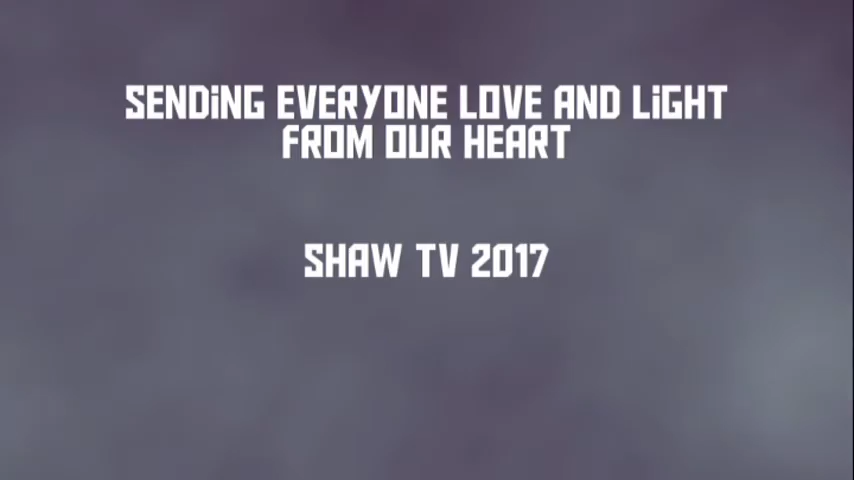 SENDiNG EVERYONE LOVE AND LiGHT
FROM OUR HEART
SHAW TV 2017